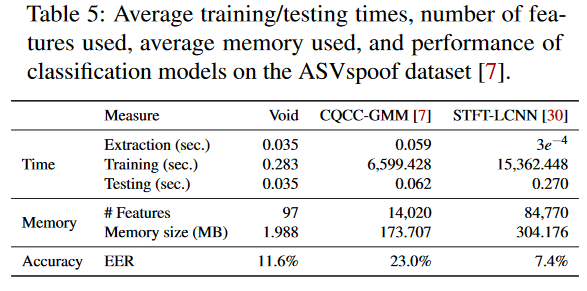 Table 5: Average training/testing times, number of fea-
tures used, average memory used, and performance of
classification models on the ASVspoof dataset [7].
Measure Void CQCC-GMM [7] STFT-LCNN [30]
Extraction (sec.) 0.035 0.059 3e⁻⁴
Time Training (sec.) 0.283 6,599.428 15,362.448
Testing (sec.) 0.035 0.062 0.270
# Features 97 14,020 84,770
Memory
Memory size (MB) 1.988 173.707 304.176
Accuracy EER 11.6% 23.0% 7.4%